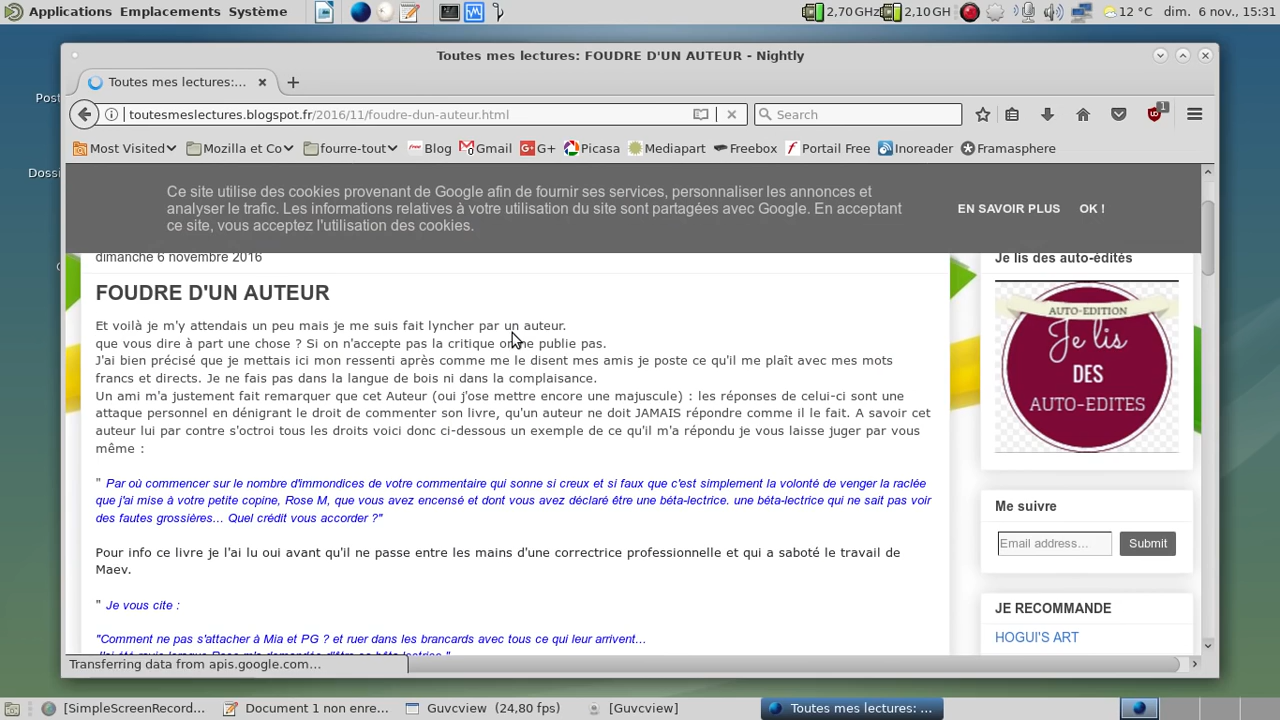 Applications Emplacements Système
2,70 GHz 2,10 GH 12 °C dim. 6 nov., 15:31
Toutes mes lectures: FOUDRE D'UN AUTEUR - Nightly
Toutes mes lectures:...
toutesmeslectures.blogspot.fr/2016/11/foudre-dun-auteur.html
Search
1
Most Visited Mozilla et Co fourre-tout Blog Gmail G+ Picasa Mediapart Freebox Portail Free Inoreader Framasphere
Ce site utilise des cookies provenant de Google afin de fournir ses services, personnaliser les annonces et
analyser le trafic. Les informations relatives à votre utilisation du site sont partagées avec Google. En acceptant
ce site, vous acceptez l'utilisation des cookies.
EN SAVOIR PLUS OK !
dimanche 6 novembre 2016
FOUDRE D'UN AUTEUR
Et voilà je m'y attendais un peu mais je me suis fait lyncher par un auteur.
que vous dire à part une chose ? Si on n'accepte pas la critique on ne publie pas.
J'ai bien précisé que je mettais ici mon ressenti après comme me le disent mes amis je poste ce qu'il me plaît avec mes mots
francs et directs. Je ne fais pas dans la langue de bois ni dans la complaisance.
Un ami m'a justement fait remarquer que cet Auteur (oui j'ose mettre encore une majuscule) : les réponses de celui-ci sont une
attaque personnel en dénigrant le droit de commenter son livre, qu'un auteur ne doit JAMAIS répondre comme il le fait. A savoir cet
auteur lui par contre s'octroi tous les droits voici donc ci-dessous un exemple de ce qu'il m'a répondu je vous laisse juger par vous
même :
" Par où commencer sur le nombre d'immondices de votre commentaire qui sonne si creux et si faux que c'est simplement la volonté de venger la raclée
que j'ai mise à votre petite copine, Rose M, que vous avez encensé et dont vous avez déclaré être une béta-lectrice. une béta-lectrice qui ne sait pas voir
des fautes grossières... Quel crédit vous accorder ?"
Pour info ce livre je l'ai lu oui avant qu'il ne passe entre les mains d'une correctrice professionnelle et qui a saboté le travail de
Maev.
" Je vous cite :
"Comment ne pas s'attacher à Mia et PG ? et ruer dans les brancards avec tous ce qui leur arrivent...
J'ai été ravie lorsque Rose m'a demandée d'être sa bêta-lectrice."
Je lis des auto-édités
AUTO-EDITION
Je lis
DES
AUTO-EDITES
Me suivre
Email address...
Submit
JE RECOMMANDE
HOGUI'S ART
Transferring data from apis.google.com...
Post
Dossi
[SimpleScreenRecord... Document 1 non enre... Guvcview (24,80 fps) [Guvcview] Toutes mes lectures: ...